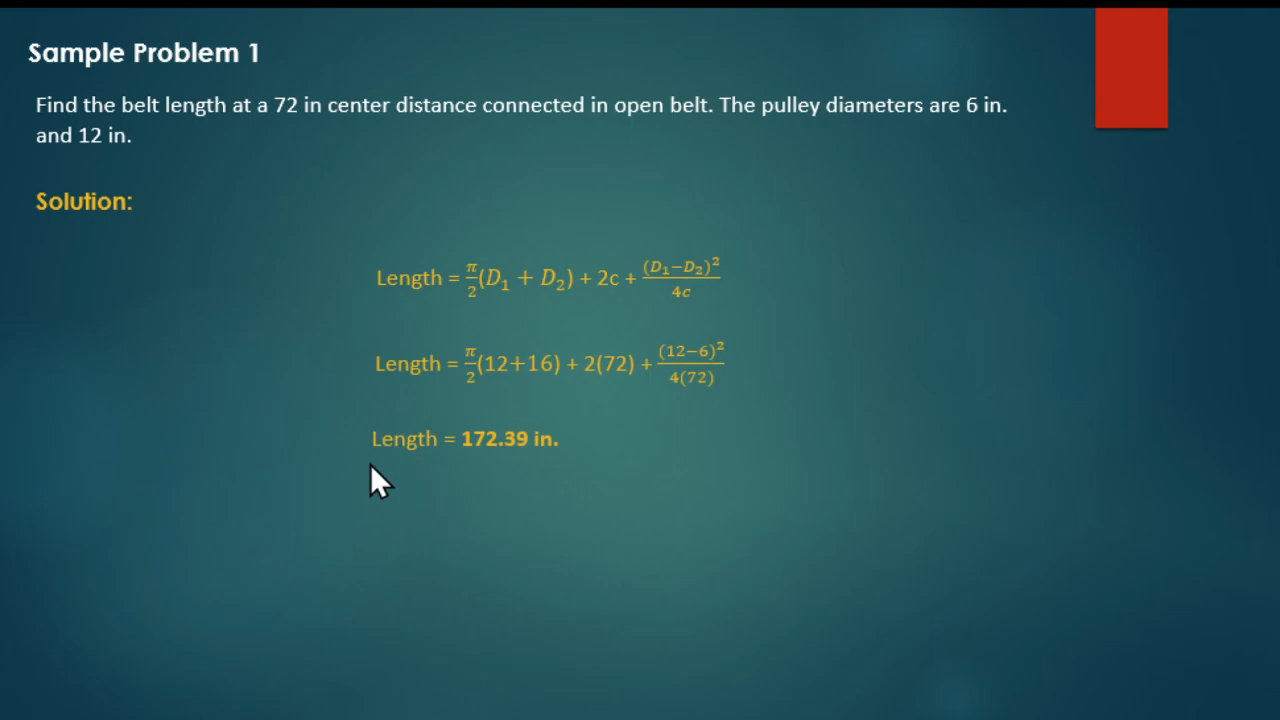 Sample Problem 1
Find the belt length at a 72 in center distance connected in open belt. The pulley diameters are 6 in.
and 12 in.
Solution:
Length = π/2(D₁ + D₂) + 2c + (D₁−D₂)²/4c
Length = π/2(12+16) + 2(72) + (12−6)²/4(72)
Length = 172.39 in.